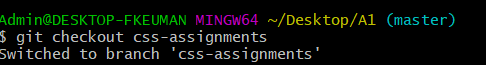 Admin@DESKTOP-FKEUMAN MINGW64 ~/Desktop/A1 (master)
$ git checkout css-assignments
Switched to branch 'css-assignments'